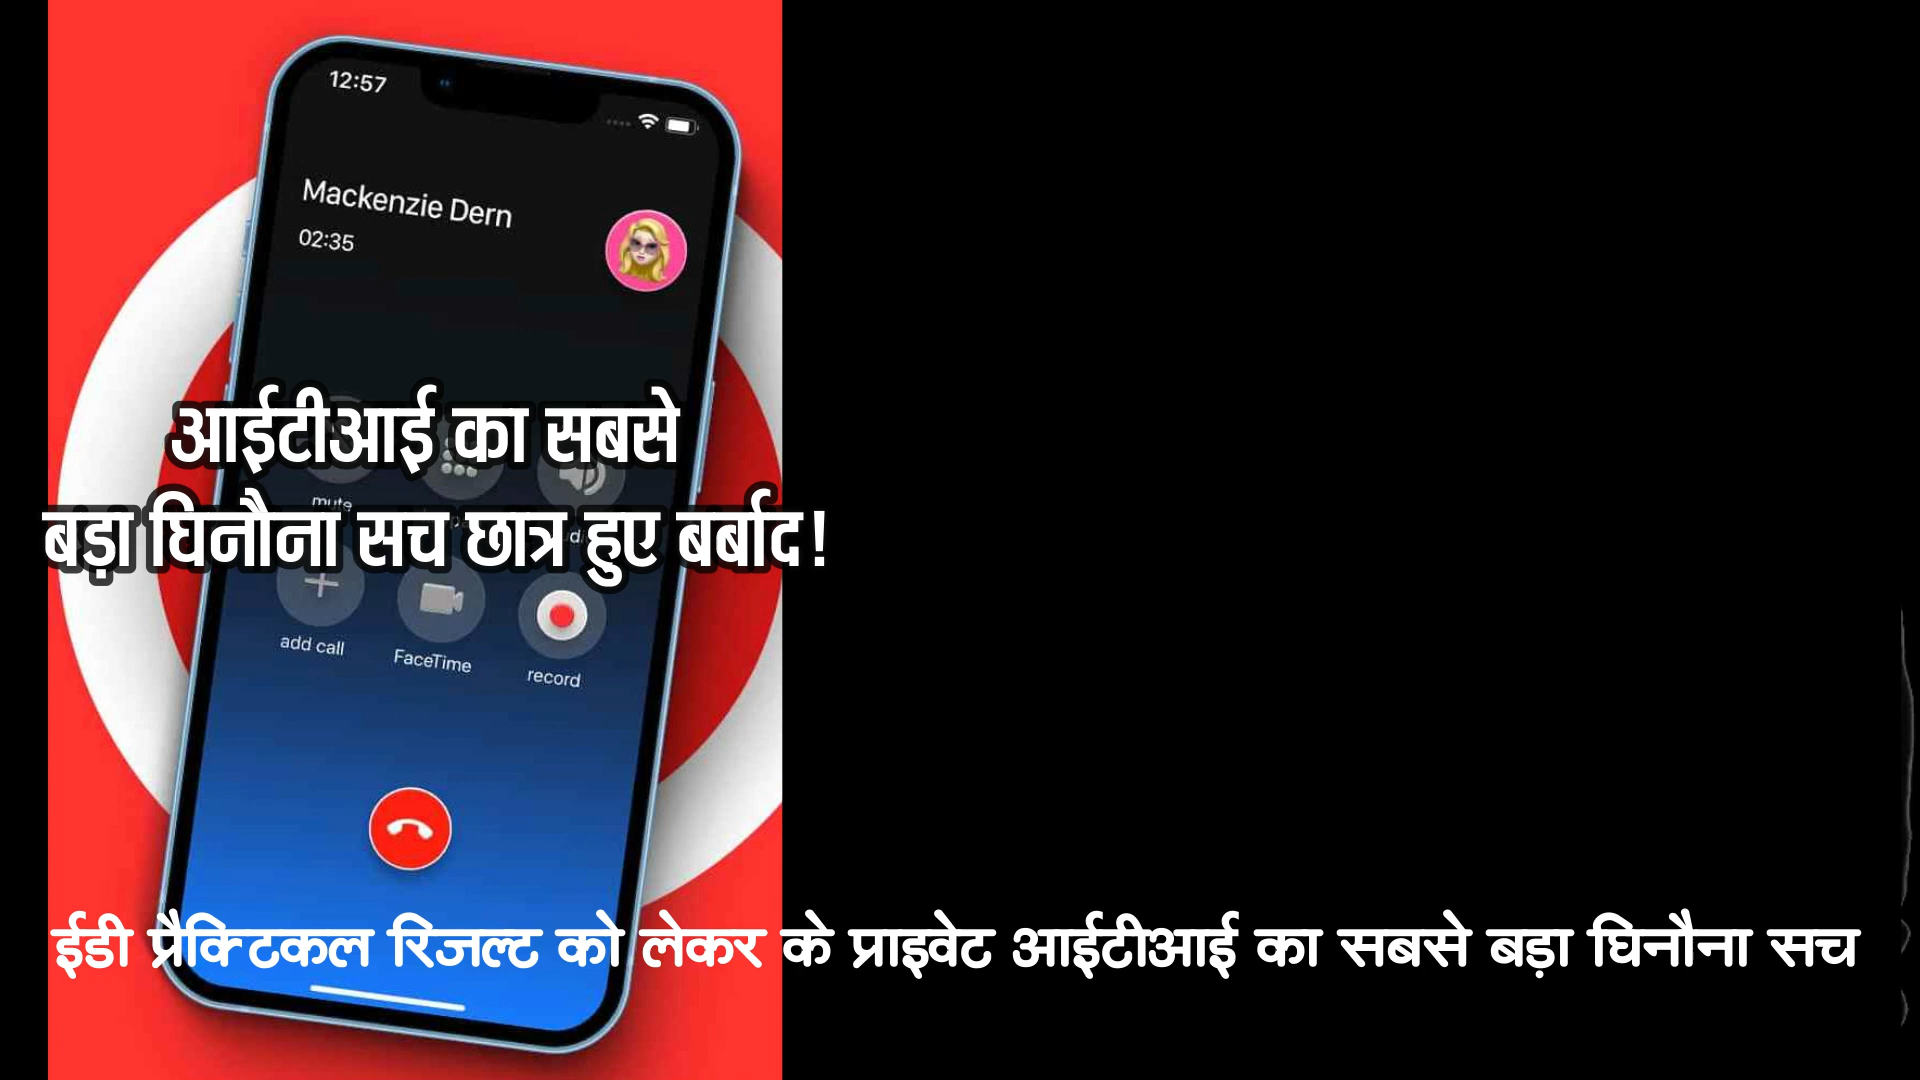 12:57
Mackenzie Dern
02:35
आईटीआई का सबसे
mute
बड़ा घिनौना सच छात्र हुए बर्बाद!
add call
FaceTime
record
ईडी प्रैक्टिकल रिजल्ट को लेकर के प्राइवेट आईटीआई का सबसे बड़ा घिनौना सच